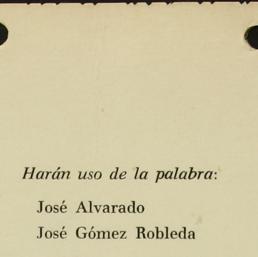 Harán uso de la palabra:
José Alvarado
José Gómez Robleda